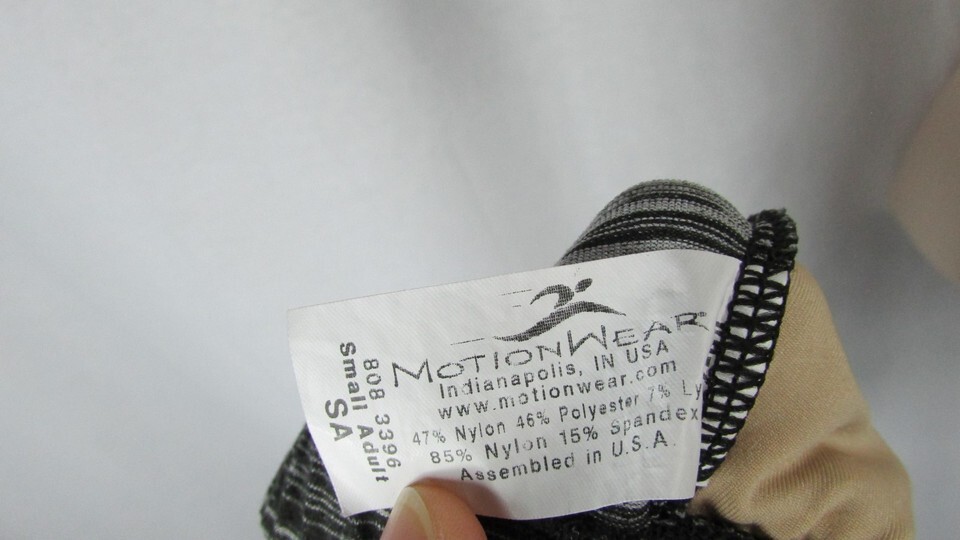 MOTIONWEAR
Indianapolis, IN USA
www.motionwear.com
47% Nylon 46% Polyester 7% Ly
85% Nylon 15% Spandex
Assembled in U.S.A.
808 3396
Small Adult
SA